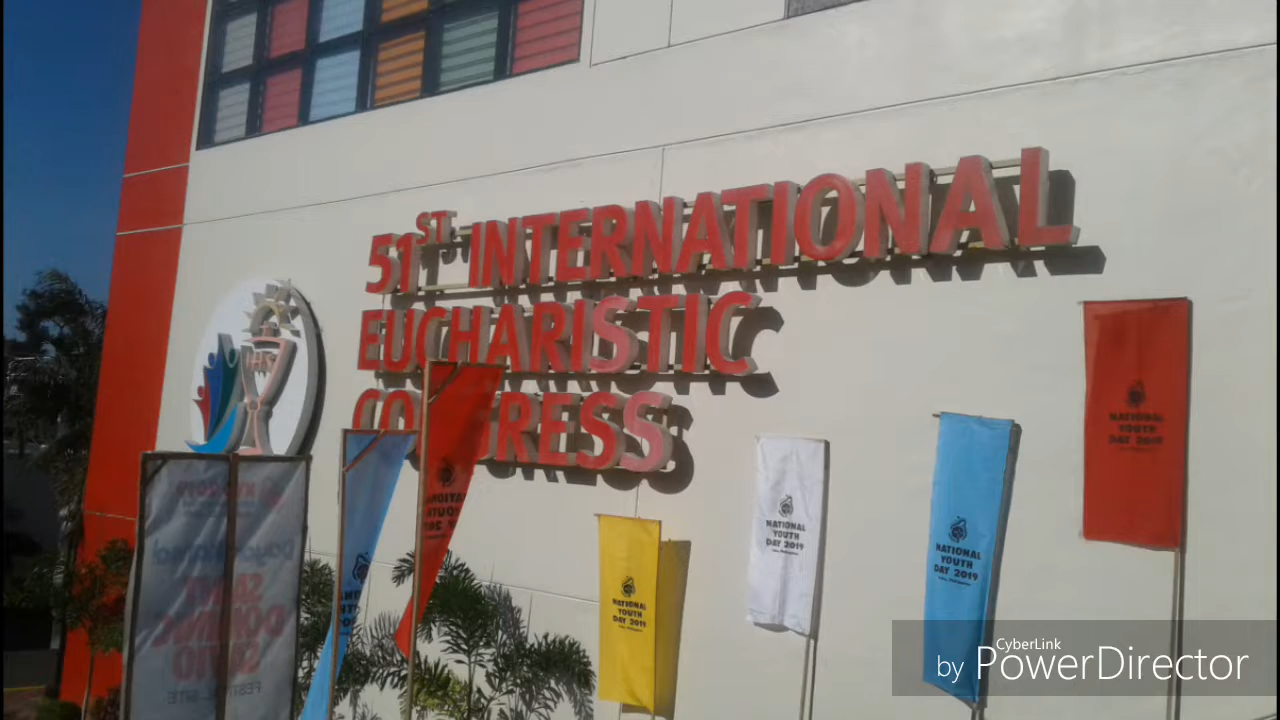 51ST INTERNATIONAL
EUCHARISTIC
CONGRESS
IHS
NATIONAL
YOUTH
DAY 2019
NATIONAL
YOUTH
DAY 2019
NATIONAL
YOUTH
DAY 2019
NATIONAL
YOUTH
DAY 2019
CyberLink
by PowerDirector